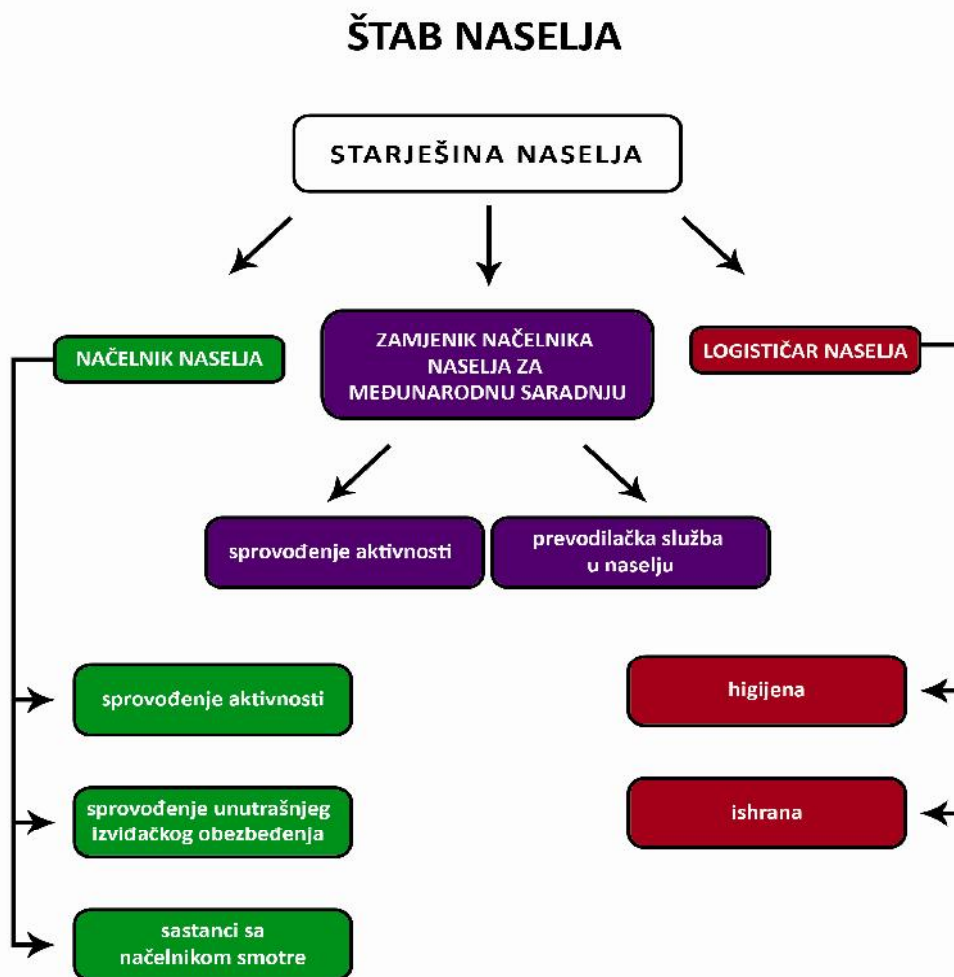 ŠTAB NASELJA
STARJEŠINA NASELJA
NAČELNIK NASELJA
ZAMJENIK NAČELNIKA
NASELJA ZA
MEĐUNARODNU SARADNJU
LOGISTIČAR NASELJA
sprovođenje aktivnosti
prevodilačka služba
u naselju
sprovođenje aktivnosti
higijena
sprovođenje unutrašnjeg
izviđačkog obezbeđenja
ishrana
sastanci sa
načelnikom smotre